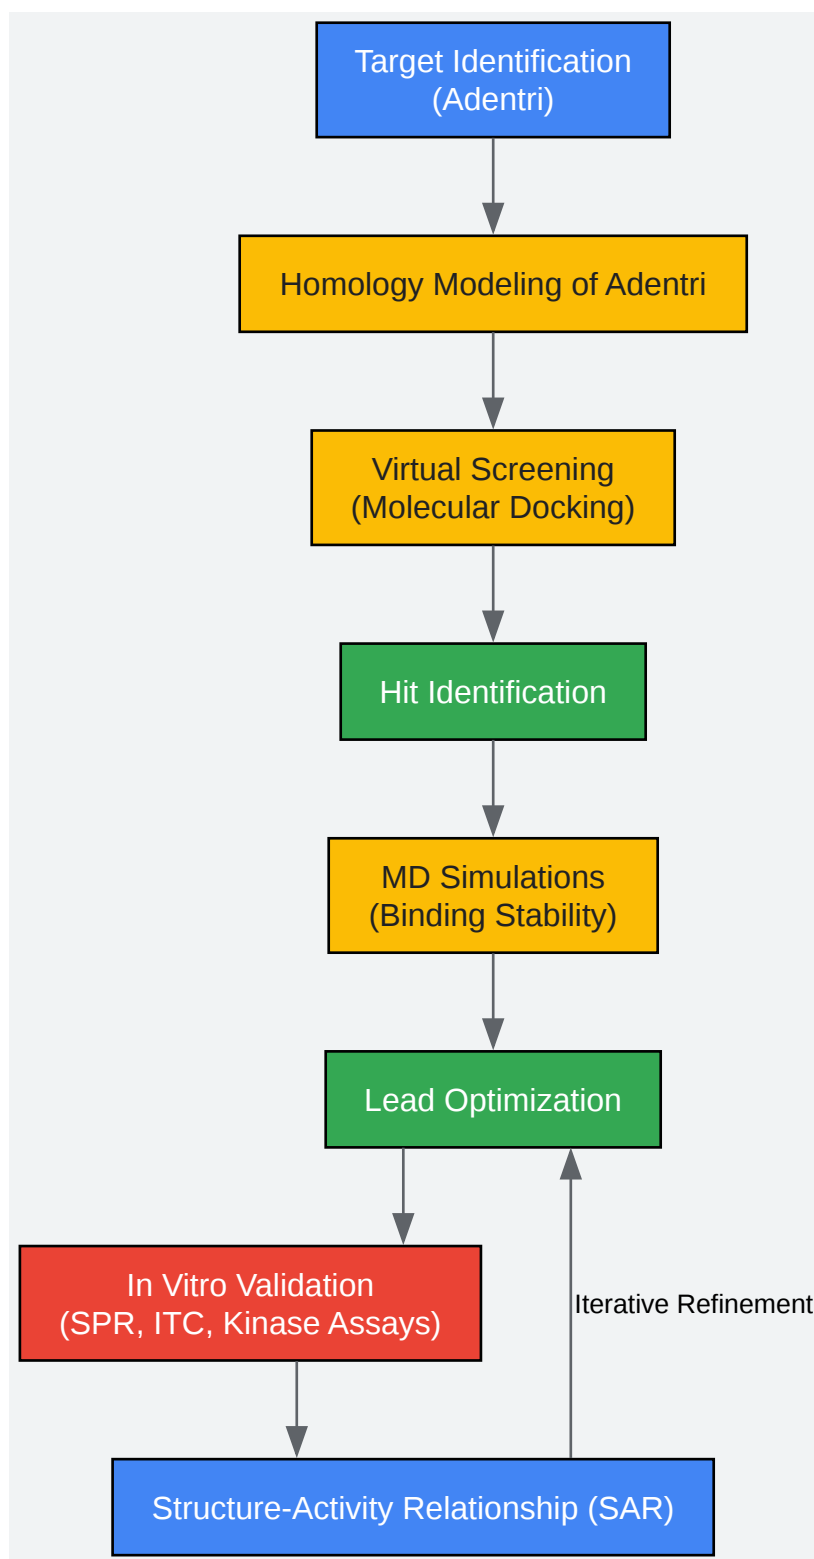 Target Identification
(Adentri)
Homology Modeling of Adentri
Virtual Screening
(Molecular Docking)
Hit Identification
MD Simulations
(Binding Stability)
Lead Optimization
In Vitro Validation
(SPR, ITC, Kinase Assays)
Iterative Refinement
Structure-Activity Relationship (SAR)